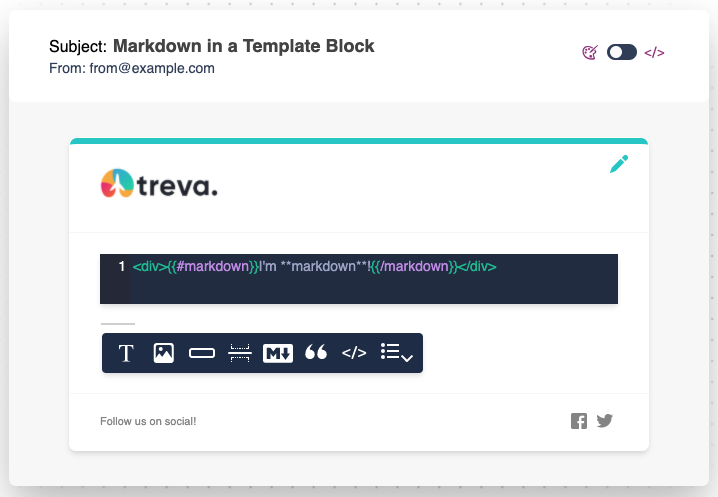 Subject: Markdown in a Template Block
From: from@example.com
</>
treva.
1 <div>{{#markdown}}I'm **markdown**!{{/markdown}}</div>
T M </>
Follow us on social!